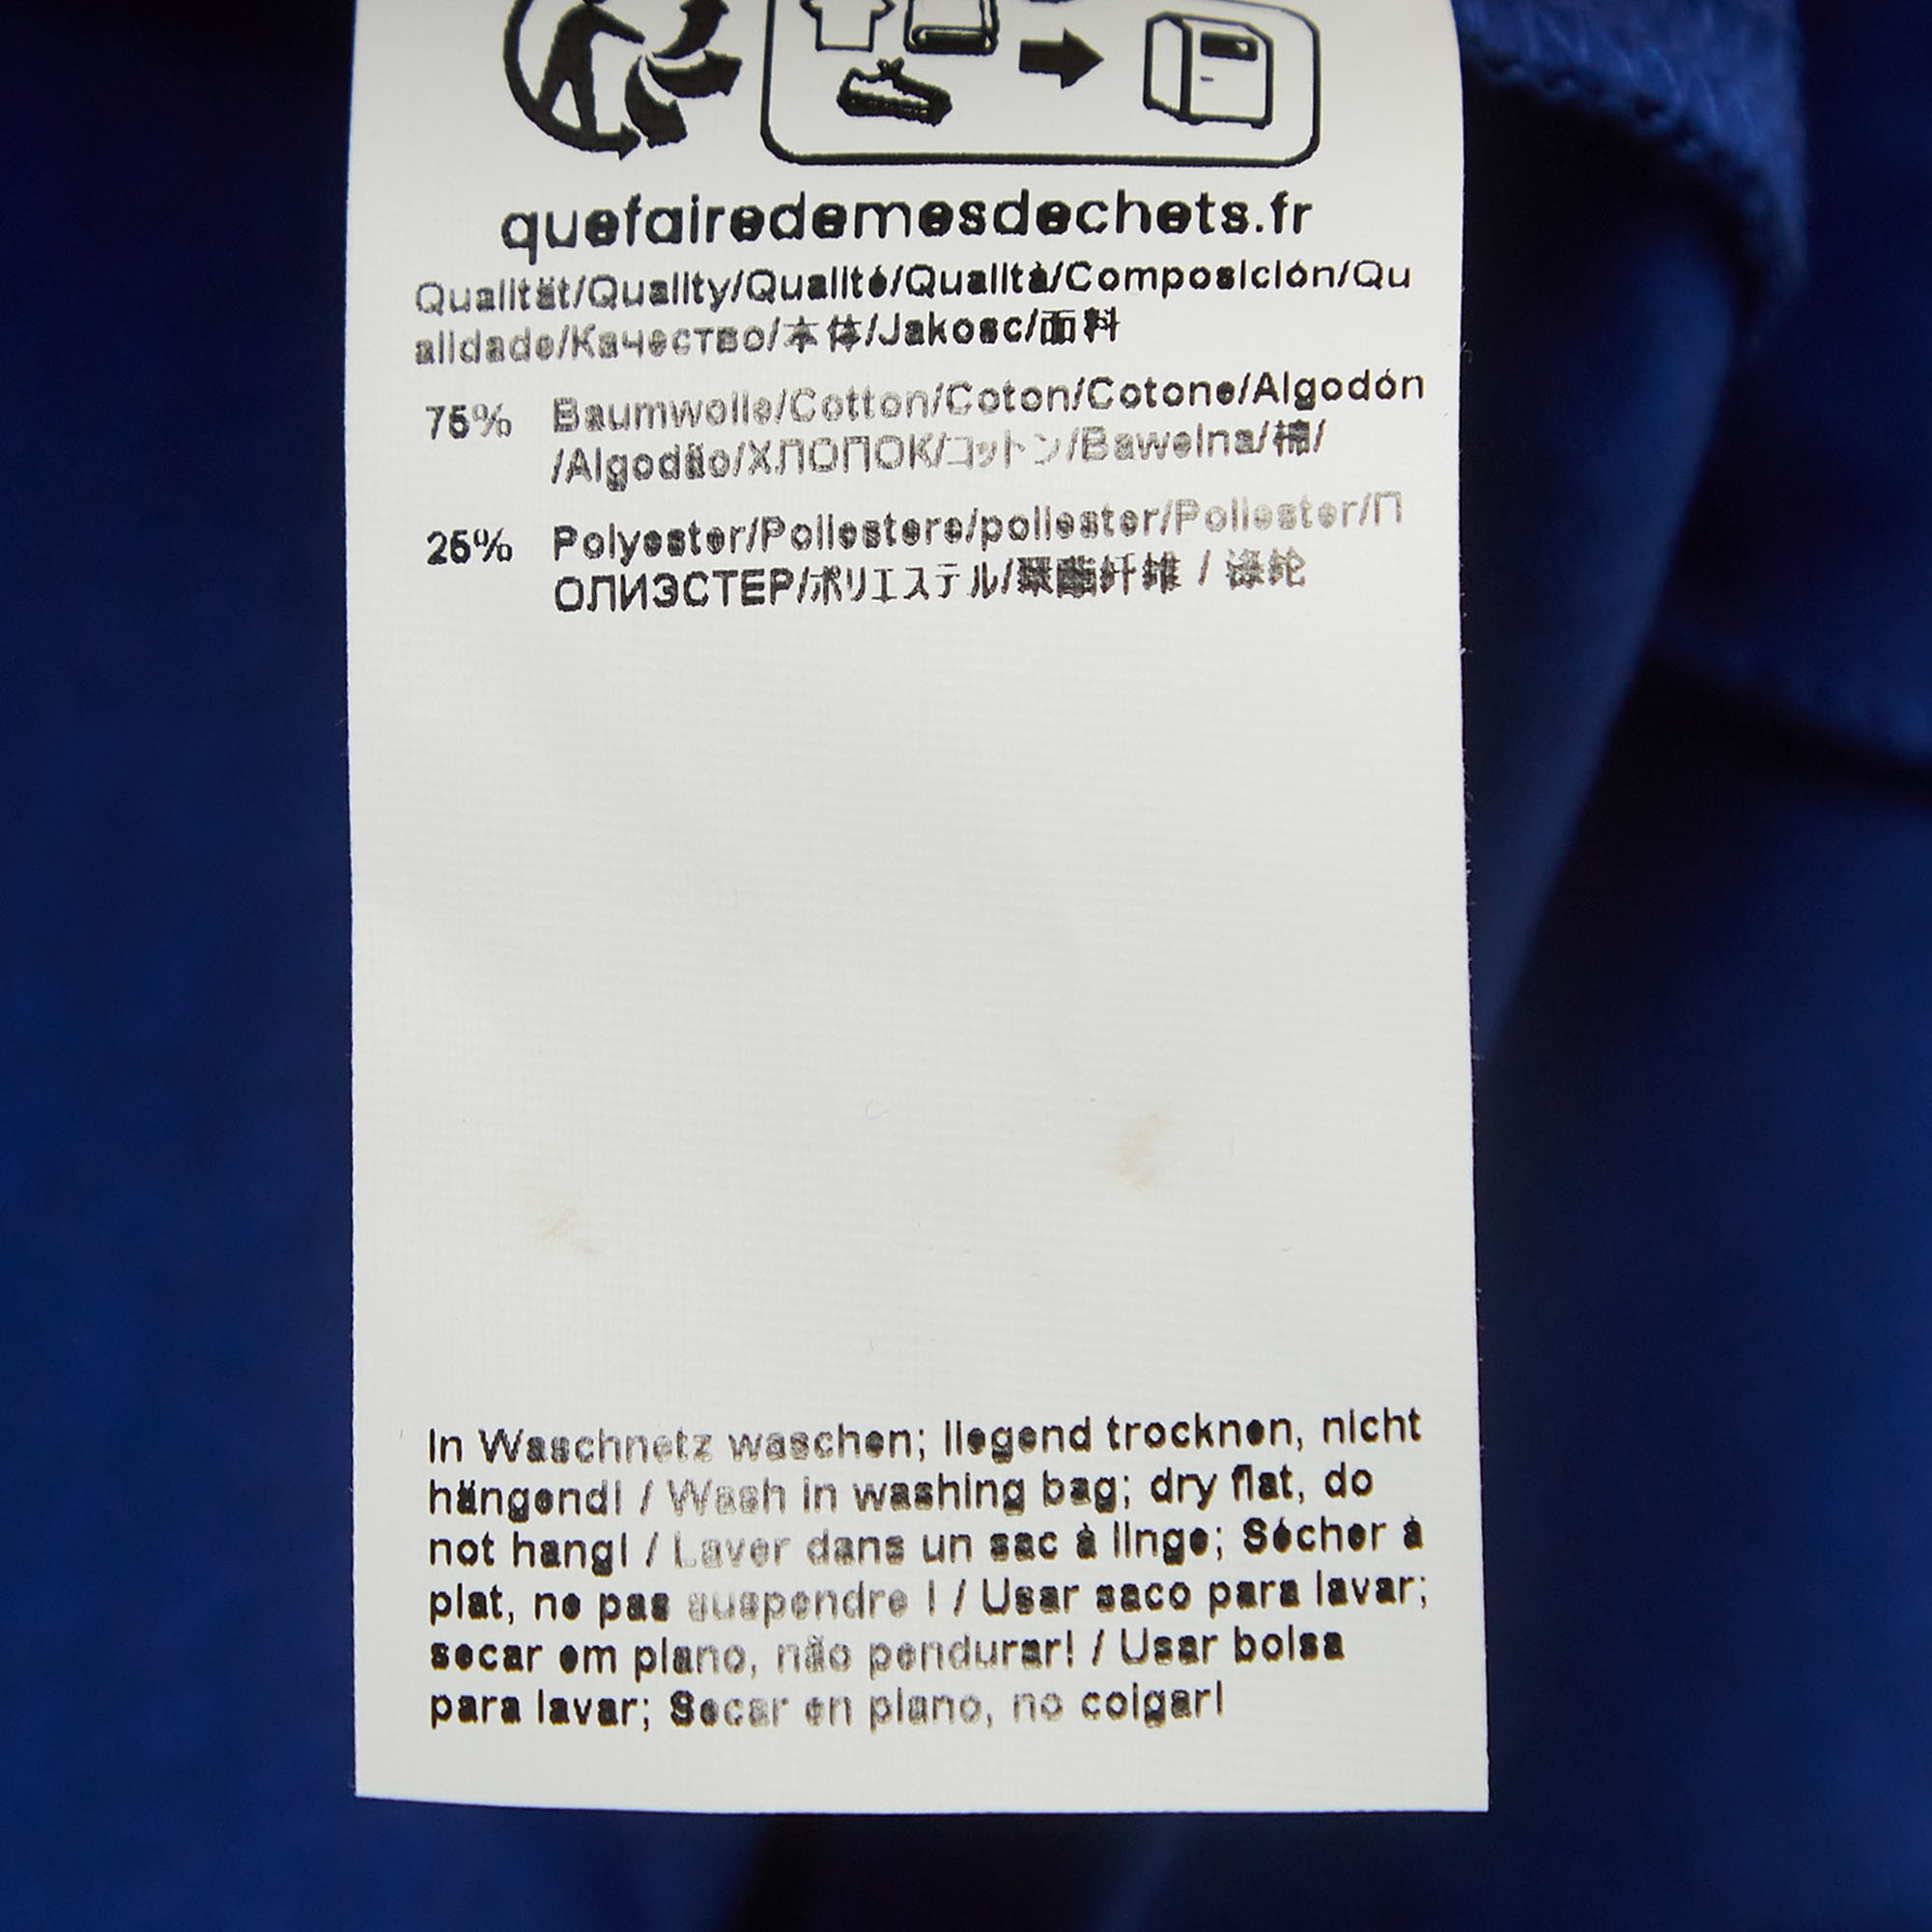 quefairedemesdechets.fr
Qualität/Quality/Qualité/Qualità/Composición/Qu
alidade/Качество/本体/Jakosc/面料
75% Baumwolle/Cotton/Coton/Cotone/Algodón
/Algodão/ХЛОПОК/コットン/Bawelna/棉/
25% Polyester/Poliestere/poliester/Poliester/П
ОЛИЭСТЕР/ポリエステル/聚酯纤维 / 涤纶
In Waschnetz waschen; liegend trocknen, nicht
hängend! / Wash in washing bag; dry flat, do
not hang! / Laver dans un sac à linge; Sécher à
plat, ne pas suspendre ! / Usar saco para lavar;
secar em plano, não pendurar! / Usar bolsa
para lavar; Secar en plano, no colgar!